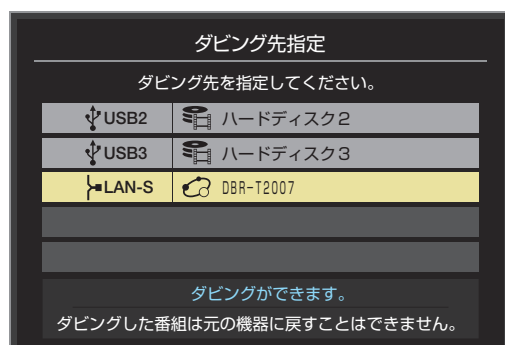 ダビング先指定
ダビング先を指定してください。
USB2 ハードディスク2
USB3 ハードディスク3
LAN-S DBR-T2007
ダビングができます。
ダビングした番組は元の機器に戻すことはできません。